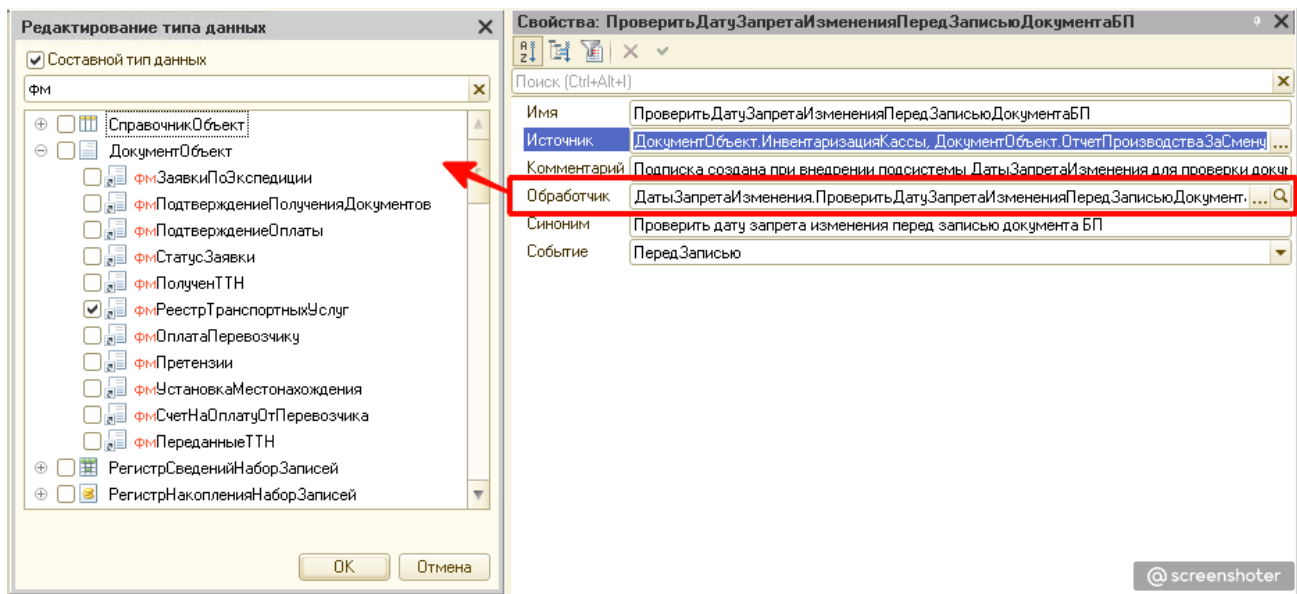 Редактирование типа данных
Составной тип данных
фм
СправочникОбъект
ДокументОбъект
фмЗаявкиПоЭкспедиции
фмПодтверждениеПолученияДокументов
фмПодтверждениеОплаты
фмСтатусЗаявки
фмПолученТТН
фмРеестрТранспортныхУслуг
фмОплатаПеревозчику
фмПретензии
фмУстановкаМестонахождения
фмСчетНаОплатуОтПеревозчика
фмПереданныеТТН
РегистрСведенийНаборЗаписей
РегистрНакопленияНаборЗаписей
OK Отмена
Свойства: ПроверитьДатуЗапретаИзмененияПередЗаписьюДокументаБП
Поиск (Ctrl+Alt+I)
Имя ПроверитьДатуЗапретаИзмененияПередЗаписьюДокументаБП
Источник ДокументОбъект.ИнвентаризацияКассы, ДокументОбъект.ОтчетПроизводстваЗаСмену ...
Комментарий Подписка создана при внедрении подсистемы ДатыЗапретаИзменения для проверки
Обработчик ДатыЗапретаИзменения.ПроверитьДатуЗапретаИзмененияПередЗаписьюДокумент. ...
Синоним Проверить дату запрета изменения перед записью документа БП
Событие ПередЗаписью
@ screenshoter